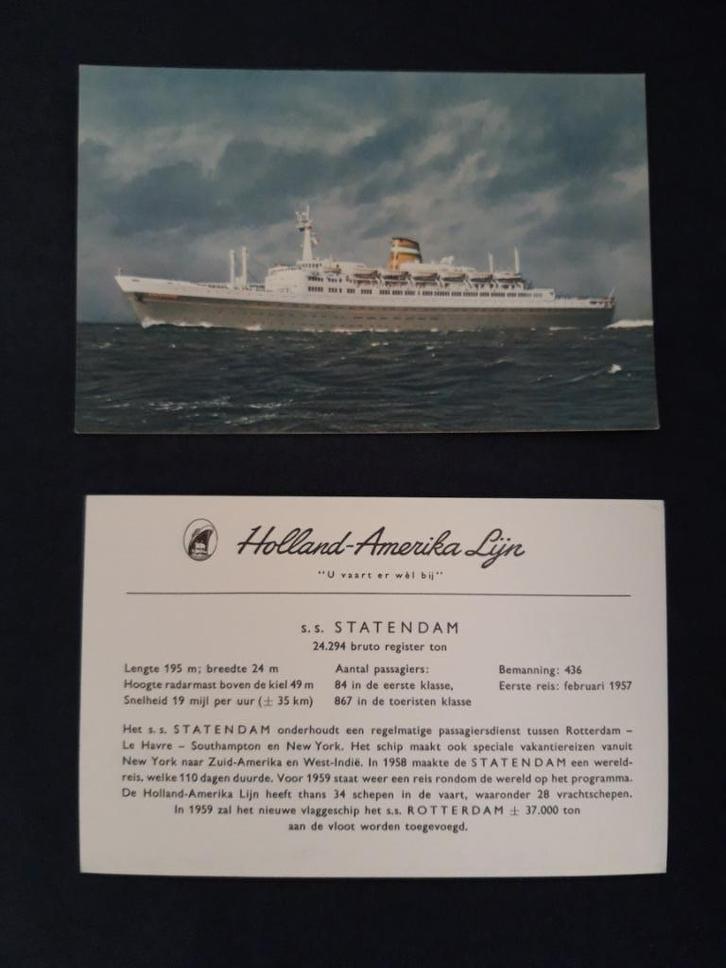 Holland-Amerika Lijn
"U vaart er wèl bij"
s.s. STATENDAM
24.294 bruto register ton
Lengte 195 m; breedte 24 m
Hoogte radarmast boven de kiel 49 m
Snelheid 19 mijl per uur (± 35 km)
Aantal passagiers:
84 in de eerste klasse,
867 in de toeristen klasse
Bemanning: 436
Eerste reis: februari 1957
Het s.s. STATENDAM onderhoudt een regelmatige passagiersdienst tussen Rotterdam –
Le Havre – Southampton en New York. Het schip maakt ook speciale vakantiereizen vanuit
New York naar Zuid-Amerika en West-Indië. In 1958 maakte de STATENDAM een wereld-
reis, welke 110 dagen duurde. Voor 1959 staat weer een reis rondom de wereld op het programma.
De Holland-Amerika Lijn heeft thans 34 schepen in de vaart, waaronder 28 vrachtschepen.
In 1959 zal het nieuwe vlaggeschip het s.s. ROTTERDAM ± 37.000 ton
aan de vloot worden toegevoegd.